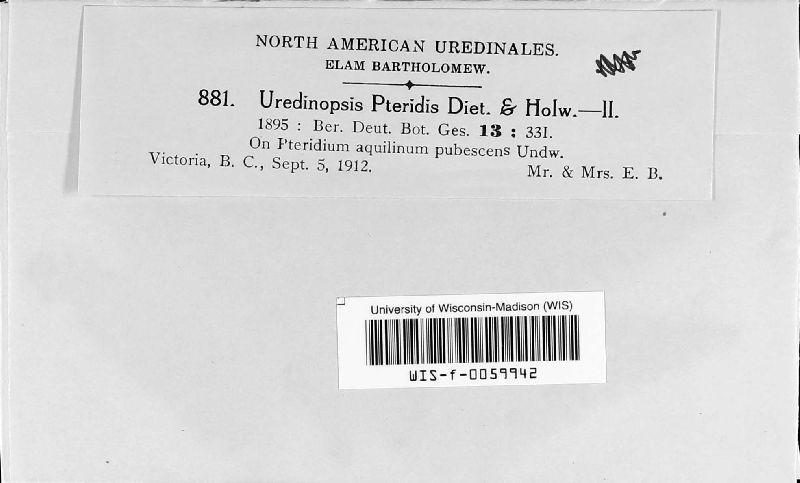 NORTH AMERICAN UREDINALES.
ELAM BARTHOLOMEW.
881. Uredinopsis Pteridis Diet. & Holw.—II.
1895 : Ber. Deut. Bot. Ges. 13 : 331.
On Pteridium aquilinum pubescens Undw.
Victoria, B. C., Sept. 5, 1912. Mr. & Mrs. E. B.
University of Wisconsin-Madison (WIS)
WIS-f-0059942